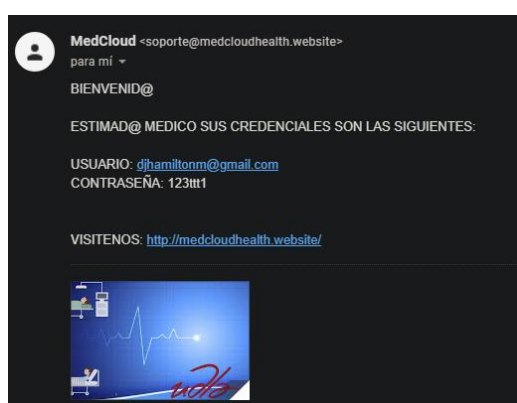 MedCloud <soporte@medcloudhealth.website>
para mí
BIENVENID@
ESTIMAD@ MEDICO SUS CREDENCIALES SON LAS SIGUIENTES:
USUARIO: djhamiltonm@gmail.com
CONTRASEÑA: 123ttt1
VISITENOS: http://medcloudhealth.website/
udla